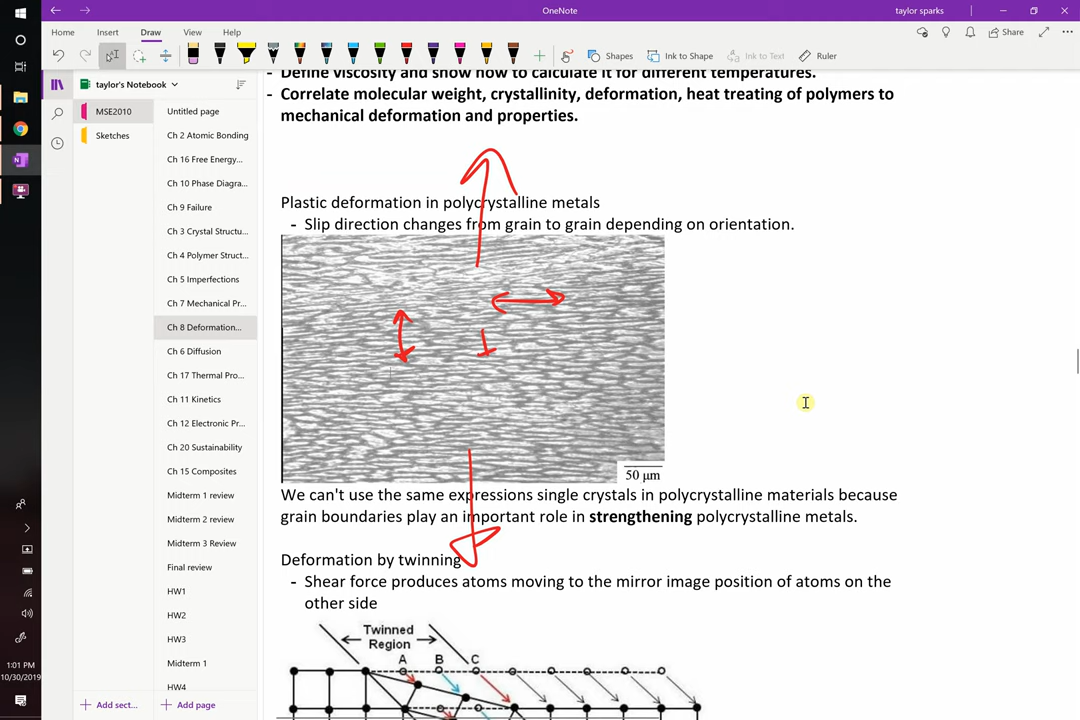 OneNote
taylor sparks
Home
Insert
Draw
View
Help
Share
Shapes
Ink to Shape
Ink to Text
Ruler
taylor's Notebook
MSE2010
Sketches
Untitled page
Ch 2 Atomic Bonding
Ch 16 Free Energy...
Ch 10 Phase Diagra...
Ch 9 Failure
Ch 3 Crystal Structu...
Ch 4 Polymer Struct...
Ch 5 Imperfections
Ch 7 Mechanical Pr...
Ch 8 Deformation...
Ch 6 Diffusion
Ch 17 Thermal Pro...
Ch 11 Kinetics
Ch 12 Electronic Pr...
Ch 20 Sustainability
Ch 15 Composites
Midterm 1 review
Midterm 2 review
Midterm 3 Review
Final review
HW1
HW2
HW3
Midterm 1
HW4
+ Add sect...
+ Add page
- Define viscosity and show how to calculate it for different temperatures.
- Correlate molecular weight, crystallinity, deformation, heat treating of polymers to
mechanical deformation and properties.
Plastic deformation in polycrystalline metals
- Slip direction changes from grain to grain depending on orientation.
50 µm
We can't use the same expressions single crystals in polycrystalline materials because
grain boundaries play an important role in strengthening polycrystalline metals.
Deformation by twinning
- Shear force produces atoms moving to the mirror image position of atoms on the
other side
Twinned
Region
A B C
1:01 PM
10/30/2019